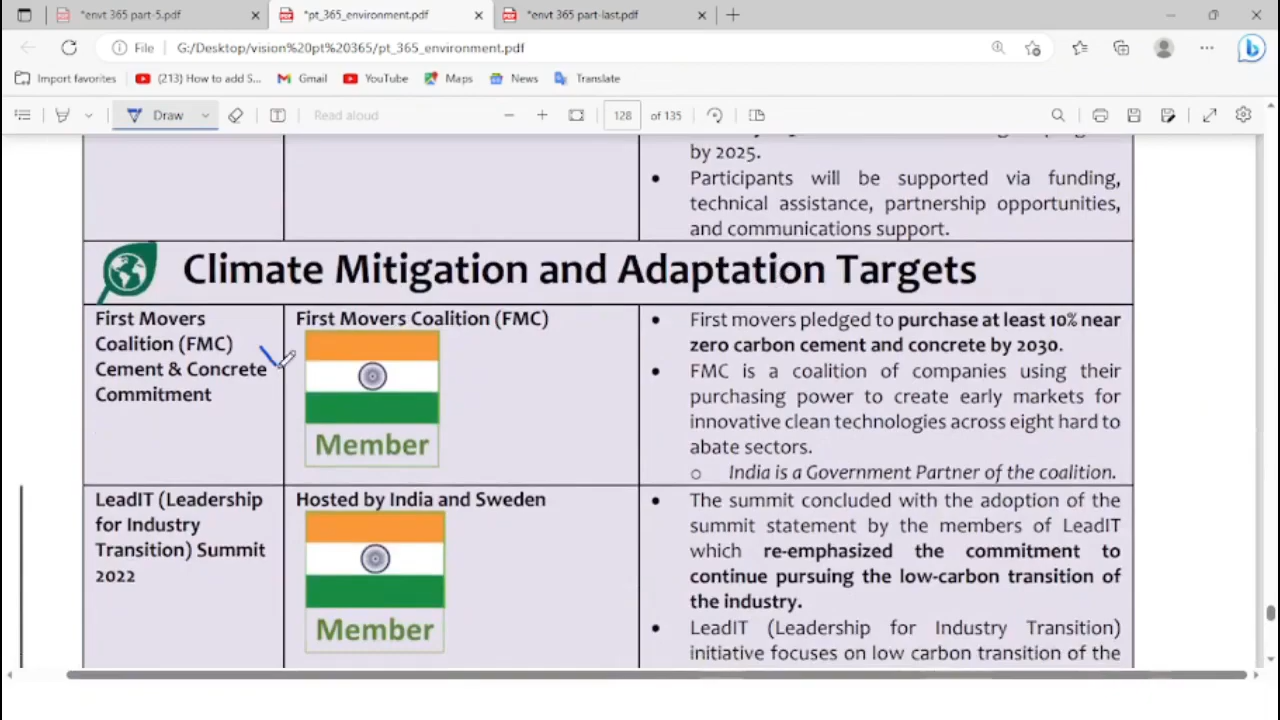 *envt 365 part-5.pdf
*pt_365_environment.pdf
*envt 365 part-last.pdf
File
G:/Desktop/vision%20pt%20365/pt_365_environment.pdf
Import favorites
(213) How to add S...
Gmail
YouTube
Maps
News
Translate
Draw
Read aloud
128
of 135
by 2025.
• Participants will be supported via funding,
technical assistance, partnership opportunities,
and communications support.
Climate Mitigation and Adaptation Targets
First Movers
Coalition (FMC)
Cement & Concrete
Commitment
First Movers Coalition (FMC)
Member
• First movers pledged to purchase at least 10% near
zero carbon cement and concrete by 2030.
• FMC is a coalition of companies using their
purchasing power to create early markets for
innovative clean technologies across eight hard to
abate sectors.
o India is a Government Partner of the coalition.
LeadIT (Leadership
for Industry
Transition) Summit
2022
Hosted by India and Sweden
Member
• The summit concluded with the adoption of the
summit statement by the members of LeadIT
which re-emphasized the commitment to
continue pursuing the low-carbon transition of
the industry.
• LeadIT (Leadership for Industry Transition)
initiative focuses on low carbon transition of the